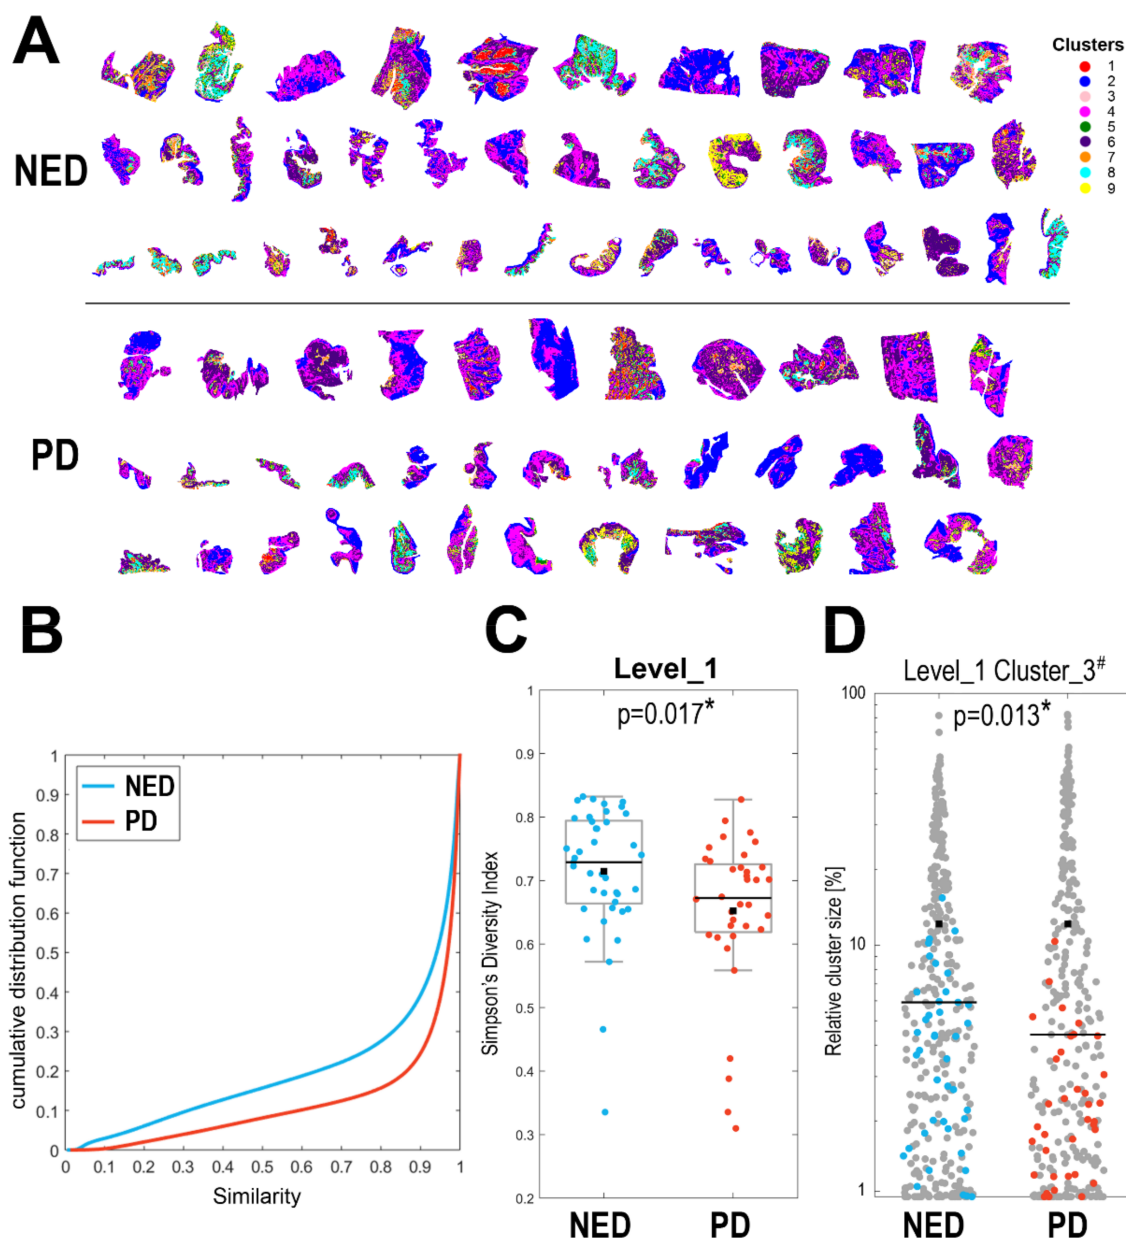 A
Clusters
1
2
3
4
5
6
7
8
9
NED
PD
B
cumulative distribution function
1
0.9
0.8
0.7
0.6
0.5
0.4
0.3
0.2
0.1
0
NED
PD
0 0.1 0.2 0.3 0.4 0.5 0.6 0.7 0.8 0.9 1
Similarity
C
Level_1
p=0.017*
Simpson's Diversity Index
1
0.9
0.8
0.7
0.6
0.5
0.4
0.3
0.2
NED PD
D
Level_1 Cluster_3#
p=0.013*
Relative cluster size [%]
100
10
1
NED PD